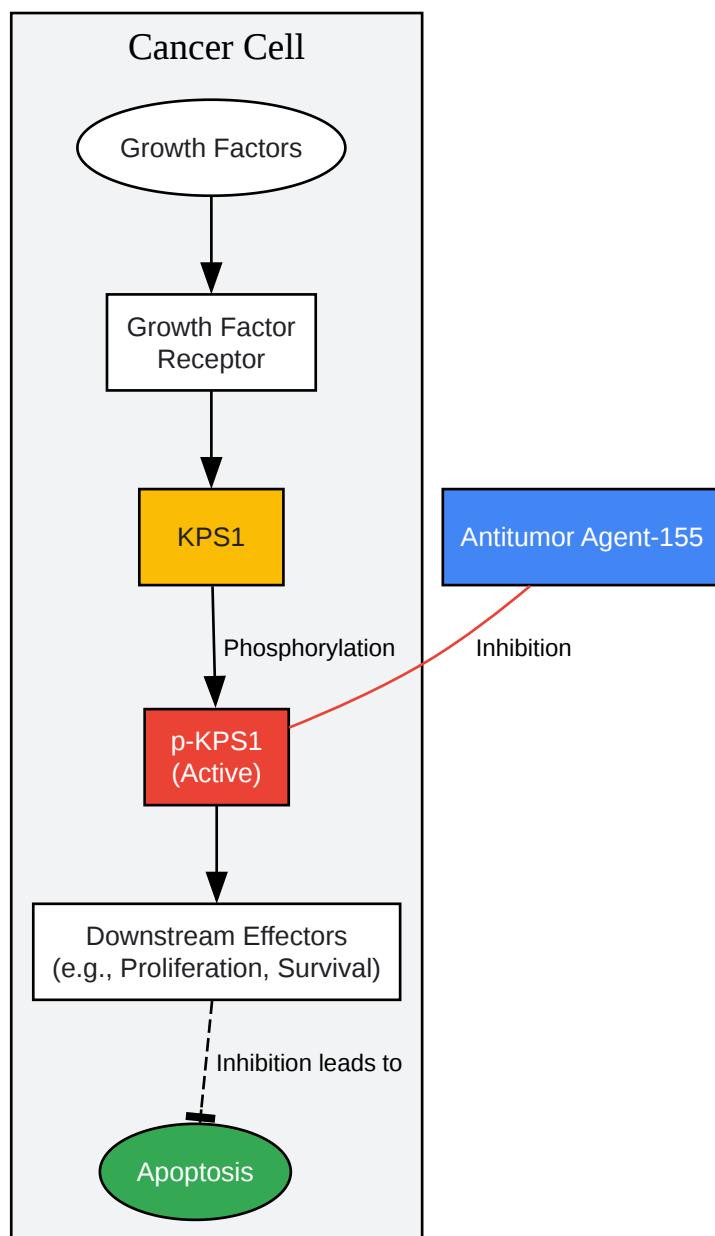 Cancer Cell
Growth Factors
Growth Factor
Receptor
KPS1
Antitumor Agent-155
Phosphorylation
Inhibition
p-KPS1
(Active)
Downstream Effectors
(e.g., Proliferation, Survival)
Inhibition leads to
Apoptosis